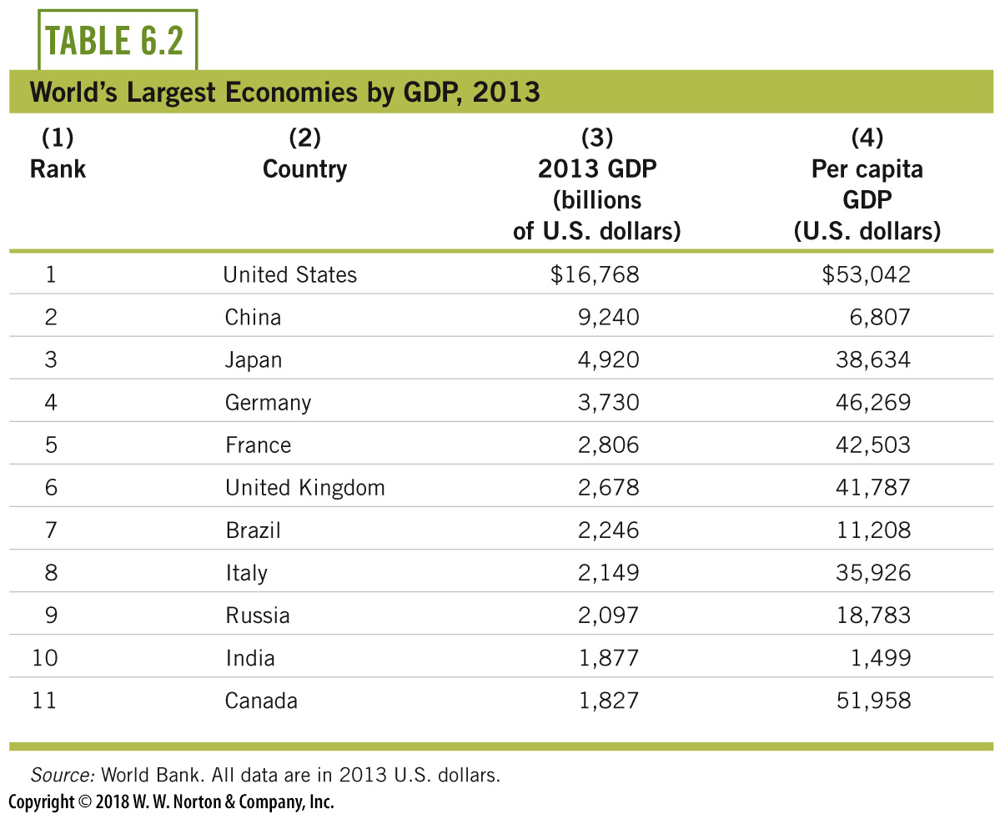 TABLE 6.2
World's Largest Economies by GDP, 2013
(1) (2) (3) (4)
Rank Country 2013 GDP Per capita
(billions GDP
of U.S. dollars) (U.S. dollars)
1 United States $16,768 $53,042
2 China 9,240 6,807
3 Japan 4,920 38,634
4 Germany 3,730 46,269
5 France 2,806 42,503
6 United Kingdom 2,678 41,787
7 Brazil 2,246 11,208
8 Italy 2,149 35,926
9 Russia 2,097 18,783
10 India 1,877 1,499
11 Canada 1,827 51,958
Source: World Bank. All data are in 2013 U.S. dollars.
Copyright © 2018 W. W. Norton & Company, Inc.